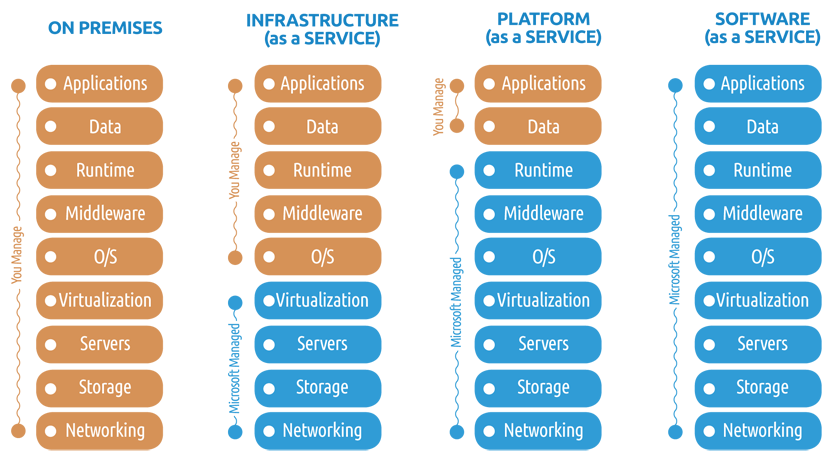 ON PREMISES
You Manage
Applications
Data
Runtime
Middleware
O/S
Virtualization
Servers
Storage
Networking
INFRASTRUCTURE
(as a SERVICE)
You Manage
Microsoft Managed
Applications
Data
Runtime
Middleware
O/S
Virtualization
Servers
Storage
Networking
PLATFORM
(as a SERVICE)
You Manage
Microsoft Managed
Applications
Data
Runtime
Middleware
O/S
Virtualization
Servers
Storage
Networking
SOFTWARE
(as a SERVICE)
Microsoft Managed
Applications
Data
Runtime
Middleware
O/S
Virtualization
Servers
Storage
Networking